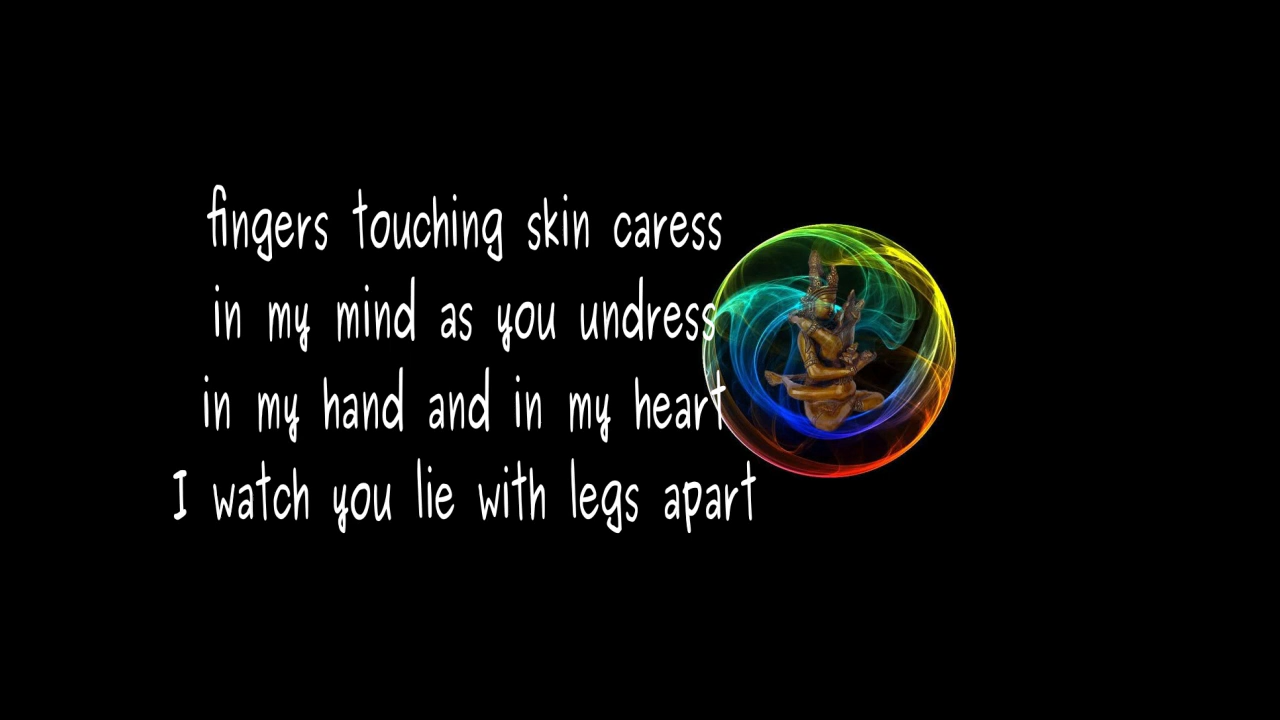 fingers touching skin caress
in my mind as you undress
in my hand and in my heart
I watch you lie with legs apart